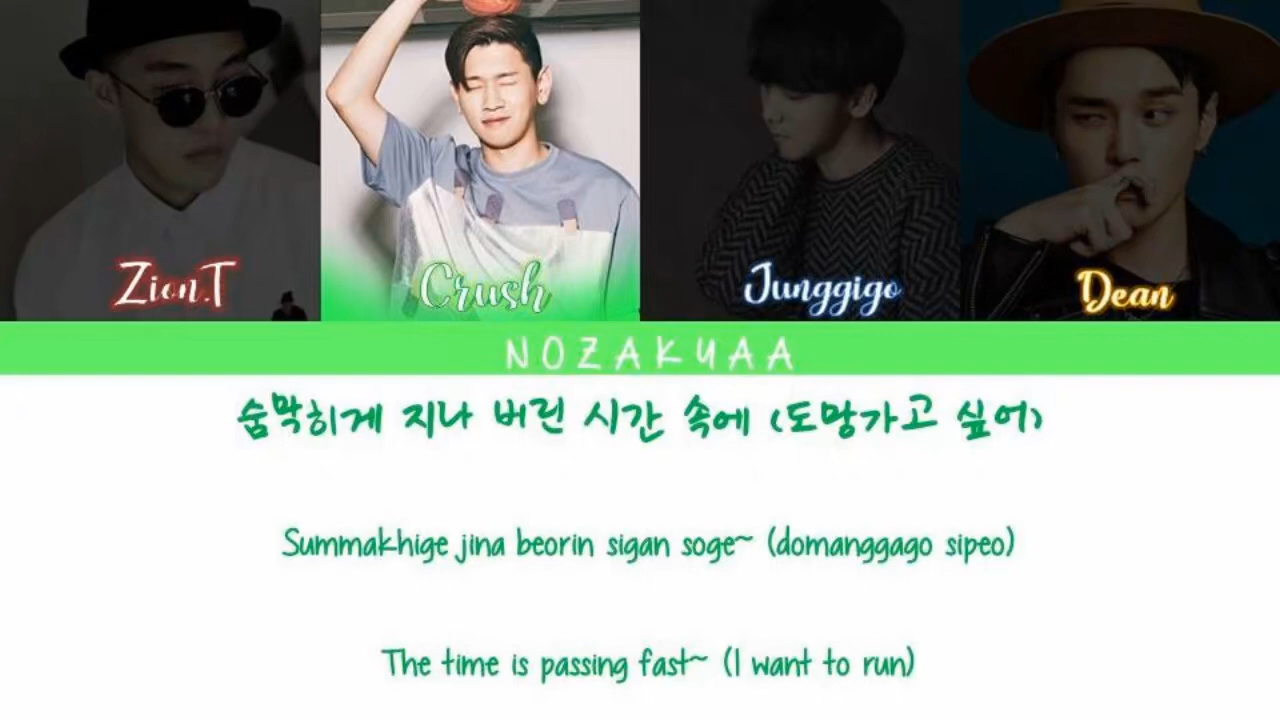 Zion.T
Crush
Junggigo
Dean
NOZAKUAA
숨막히게 지나 버린 시간 속에 (도망가고 싶어)
Summakhige jina beorin sigan soge~ (domanggago sipeo)
The time is passing fast~ (I want to run)